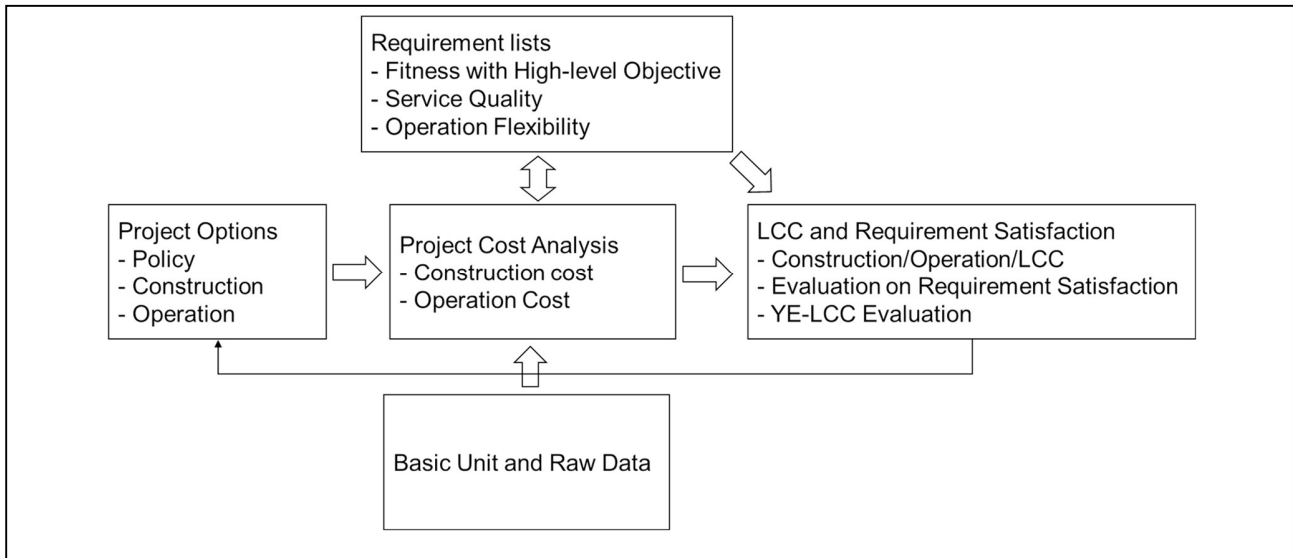 Requirement lists
- Fitness with High-level Objective
- Service Quality
- Operation Flexibility
Project Options
- Policy
- Construction
- Operation
Project Cost Analysis
- Construction cost
- Operation Cost
LCC and Requirement Satisfaction
- Construction/Operation/LCC
- Evaluation on Requirement Satisfaction
- YE-LCC Evaluation
Basic Unit and Raw Data